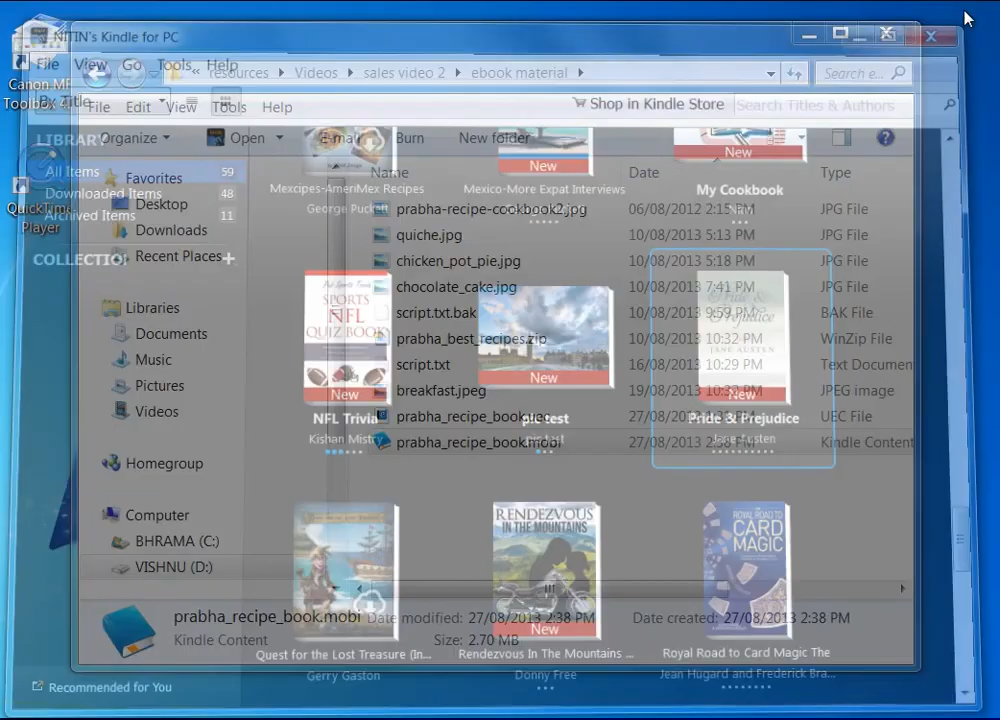 NITIN's Kindle for PC
File View Go Tools Help
resources Videos sales video 2 ebook material
Search e...
Canon MF
Toolbox 4.
By Title
File Edit View Tools Help
Shop in Kindle Store
Search Titles & Authors
LIBRARY
Organize Open E-mail Burn New folder
All Items 59
Downloaded Items 48
Archived Items 11
COLLECTIO +
QuickTime
Player
Favorites
Desktop
Downloads
Recent Places
Libraries
Documents
Music
Pictures
Videos
Homegroup
Computer
BHRAMA (C:)
VISHNU (D:)
Name Date Type
prabha-recipe-cookbook2.jpg 06/08/2012 2:15 PM JPG File
quiche.jpg 10/08/2013 5:13 PM JPG File
chicken_pot_pie.jpg 10/08/2013 5:18 PM JPG File
chocolate_cake.jpg 10/08/2013 7:41 PM JPG File
script.txt.bak 10/08/2013 9:59 PM BAK File
prabha_best_recipes.zip 10/08/2013 10:32 PM WinZip File
script.txt 16/08/2013 10:29 PM Text Documen
breakfast.jpeg 19/08/2013 10:32 PM JPEG image
prabha_recipe_book.uec 27/08/2013 PM UEC File
prabha_recipe_book.mobi 27/08/2013 2:38 PM Kindle Content
New
New
Mexcipes-AmeriMex Recipes
George Puckett
Mexico-More Expat Interviews
My Cookbook
SPORTS
NFL
QUIZ BOOK
New
NFL Trivia
Kishan Mistry
New
pic test
Pride &
Prejudice
JANE AUSTEN
New
Pride & Prejudice
Jane Austen
Quest for the Lost Treasure (In...
Gerry Gaston
RENDEZVOUS
IN THE MOUNTAINS
New
Rendezvous In The Mountains ...
Donny Free
ROYAL ROAD TO
CARD
MAGIC
Royal Road to Card Magic The
Jean Hugard and Frederick Bra...
prabha_recipe_book.mobi Date modified: 27/08/2013 2:38 PM Date created: 27/08/2013 2:38 PM
Kindle Content Size: 2.70 MB
Recommended for You